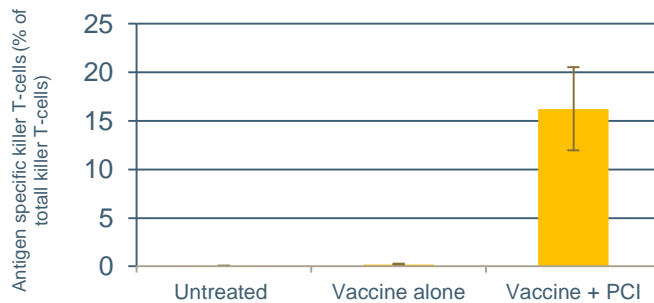 Antigen specific killer T-cells (% of
totall killer T-cells)
25
20
15
10
5
0
Untreated
Vaccine alone
Vaccine + PCI